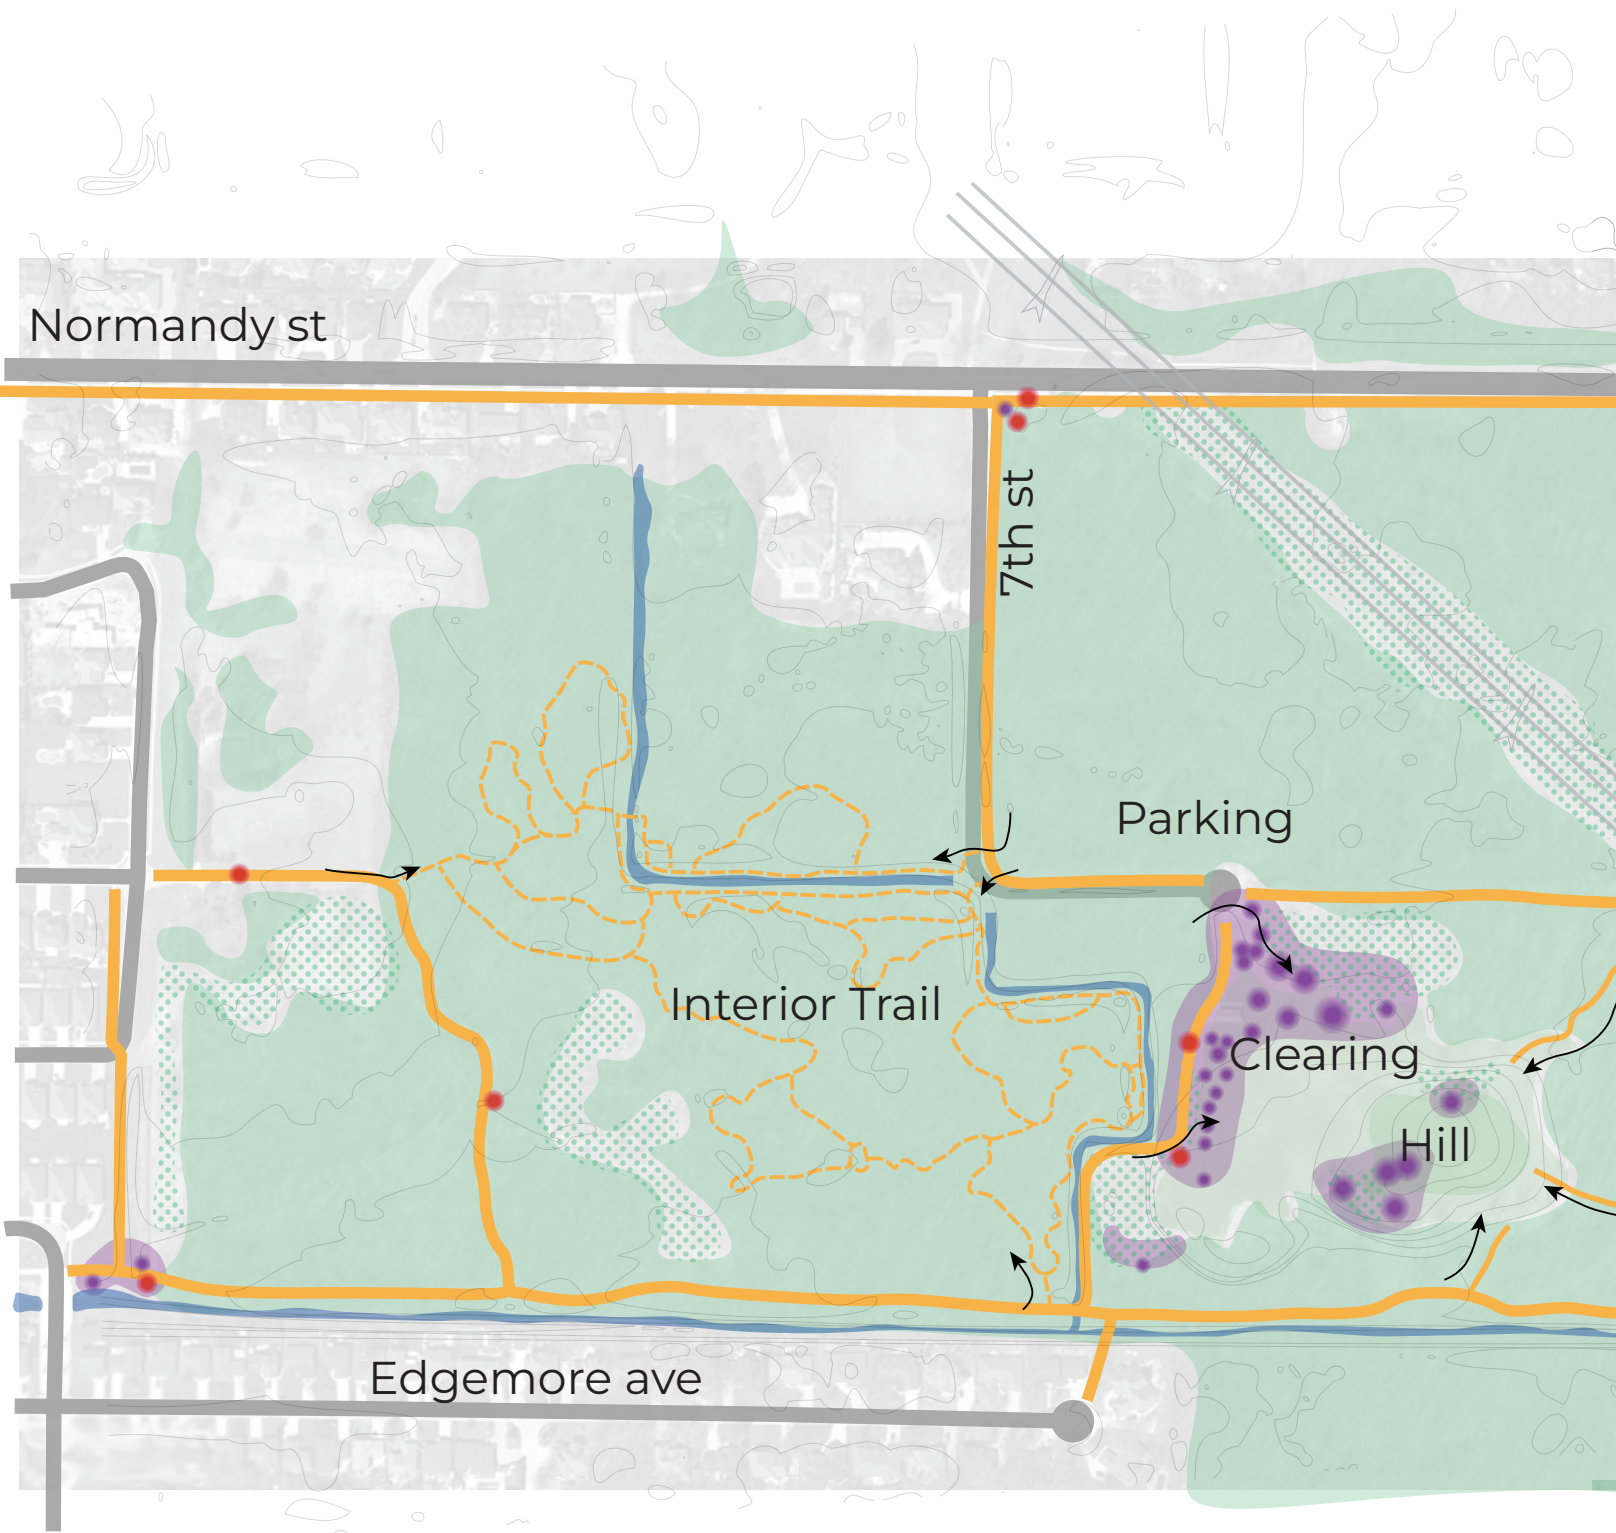 Normandy st
7th st
Parking
Interior Trail
Clearing
Hill
Edgemore ave